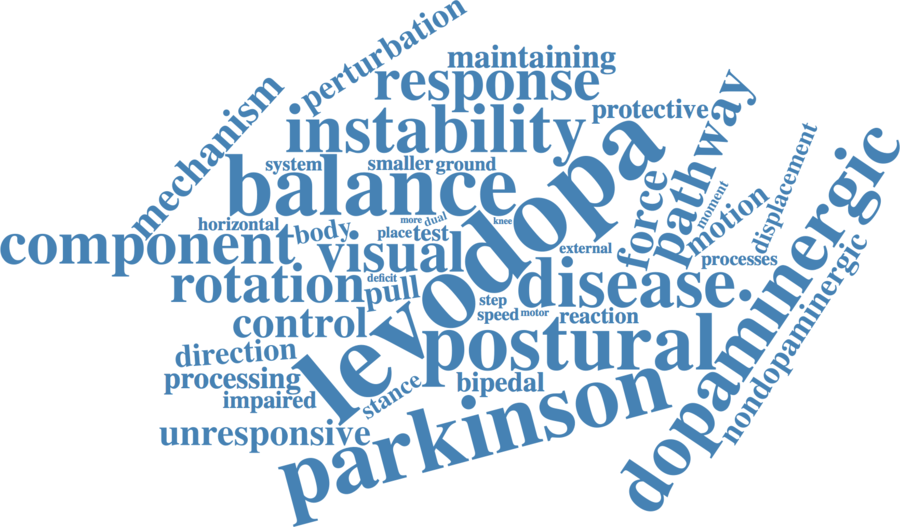 perturbation
maintaining
response
mechanism
protective
instability
pathway
displacement
system
smaller
ground
balance
levodopa
force
moment
motion
dopaminergic
horizontal
body
more
dual
knee
place
test
component
visual
external
processes
rotation
deficit
pull
disease
nondopaminergic
step
speed
motor
reaction
control
postural
direction
processing
stance
bipedal
impaired
unresponsive
parkinson